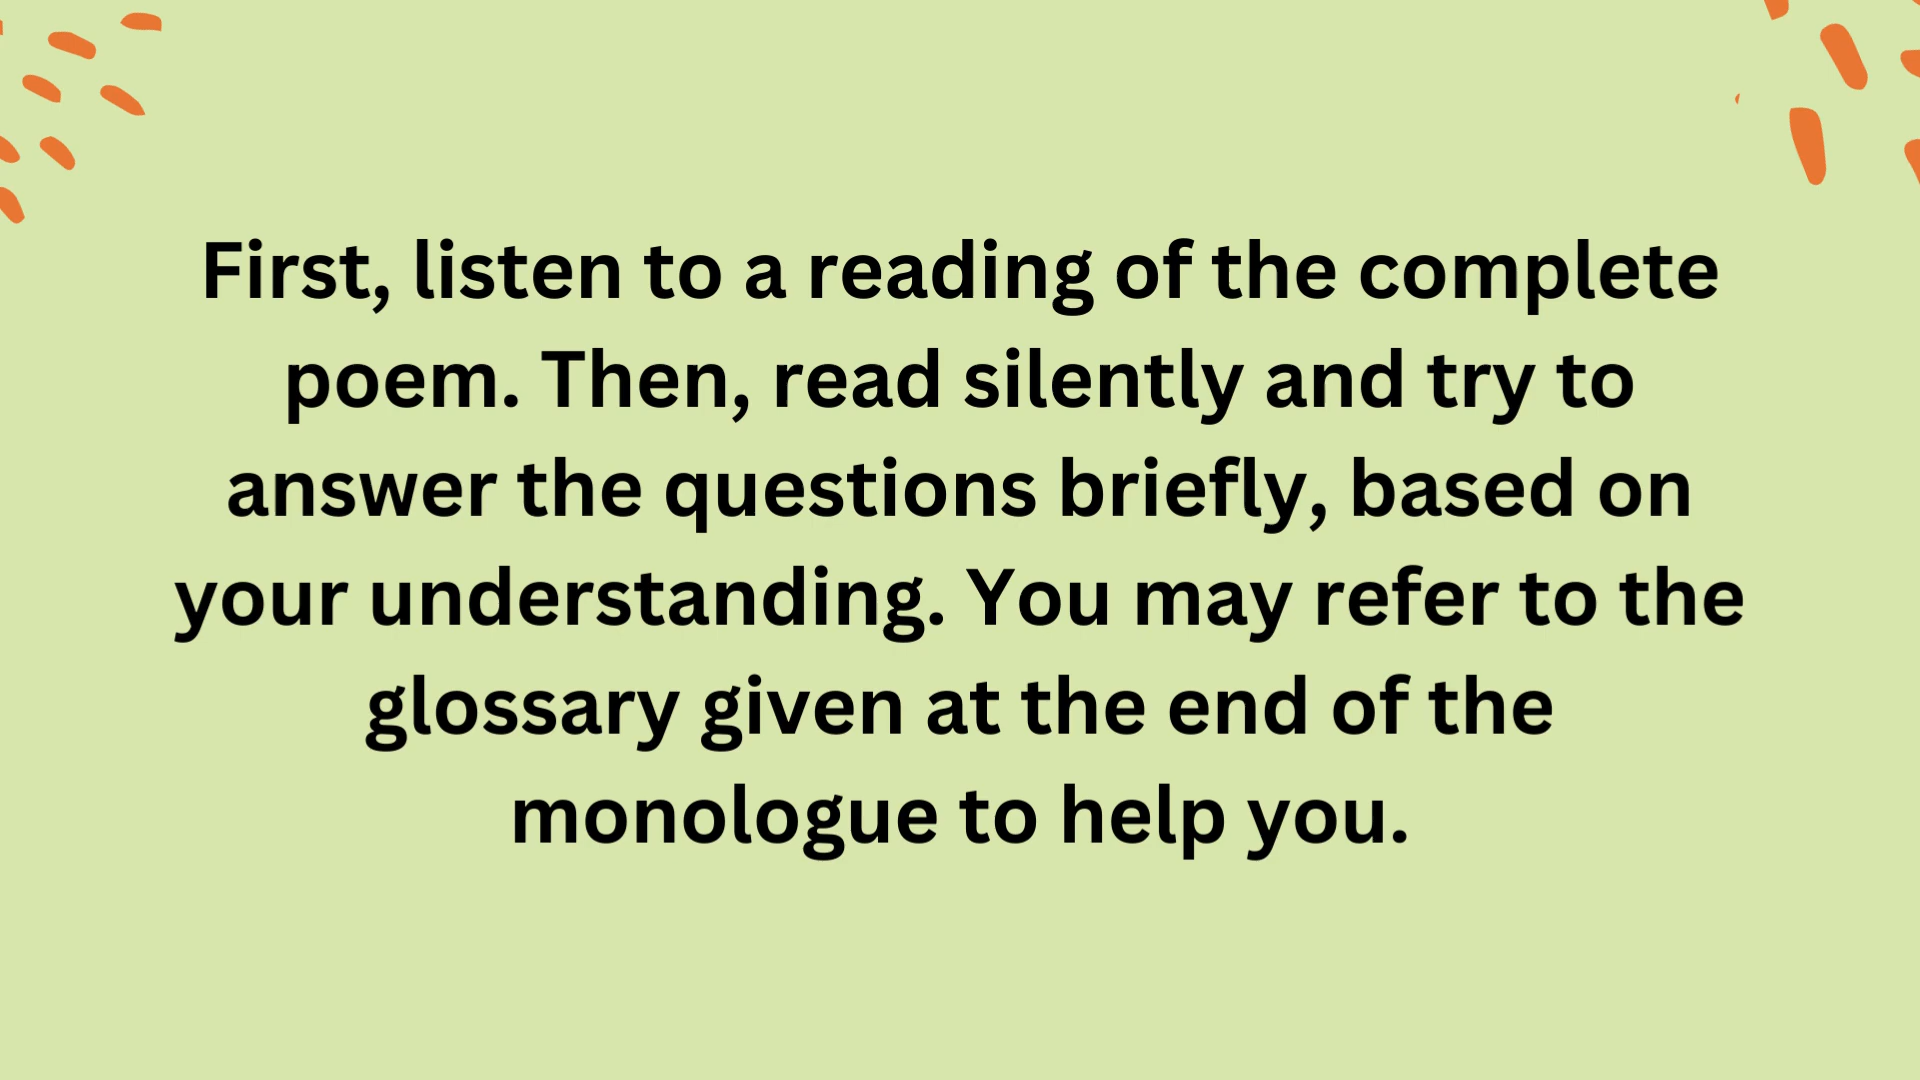 First, listen to a reading of the complete
poem. Then, read silently and try to
answer the questions briefly, based on
your understanding. You may refer to the
glossary given at the end of the
monologue to help you.